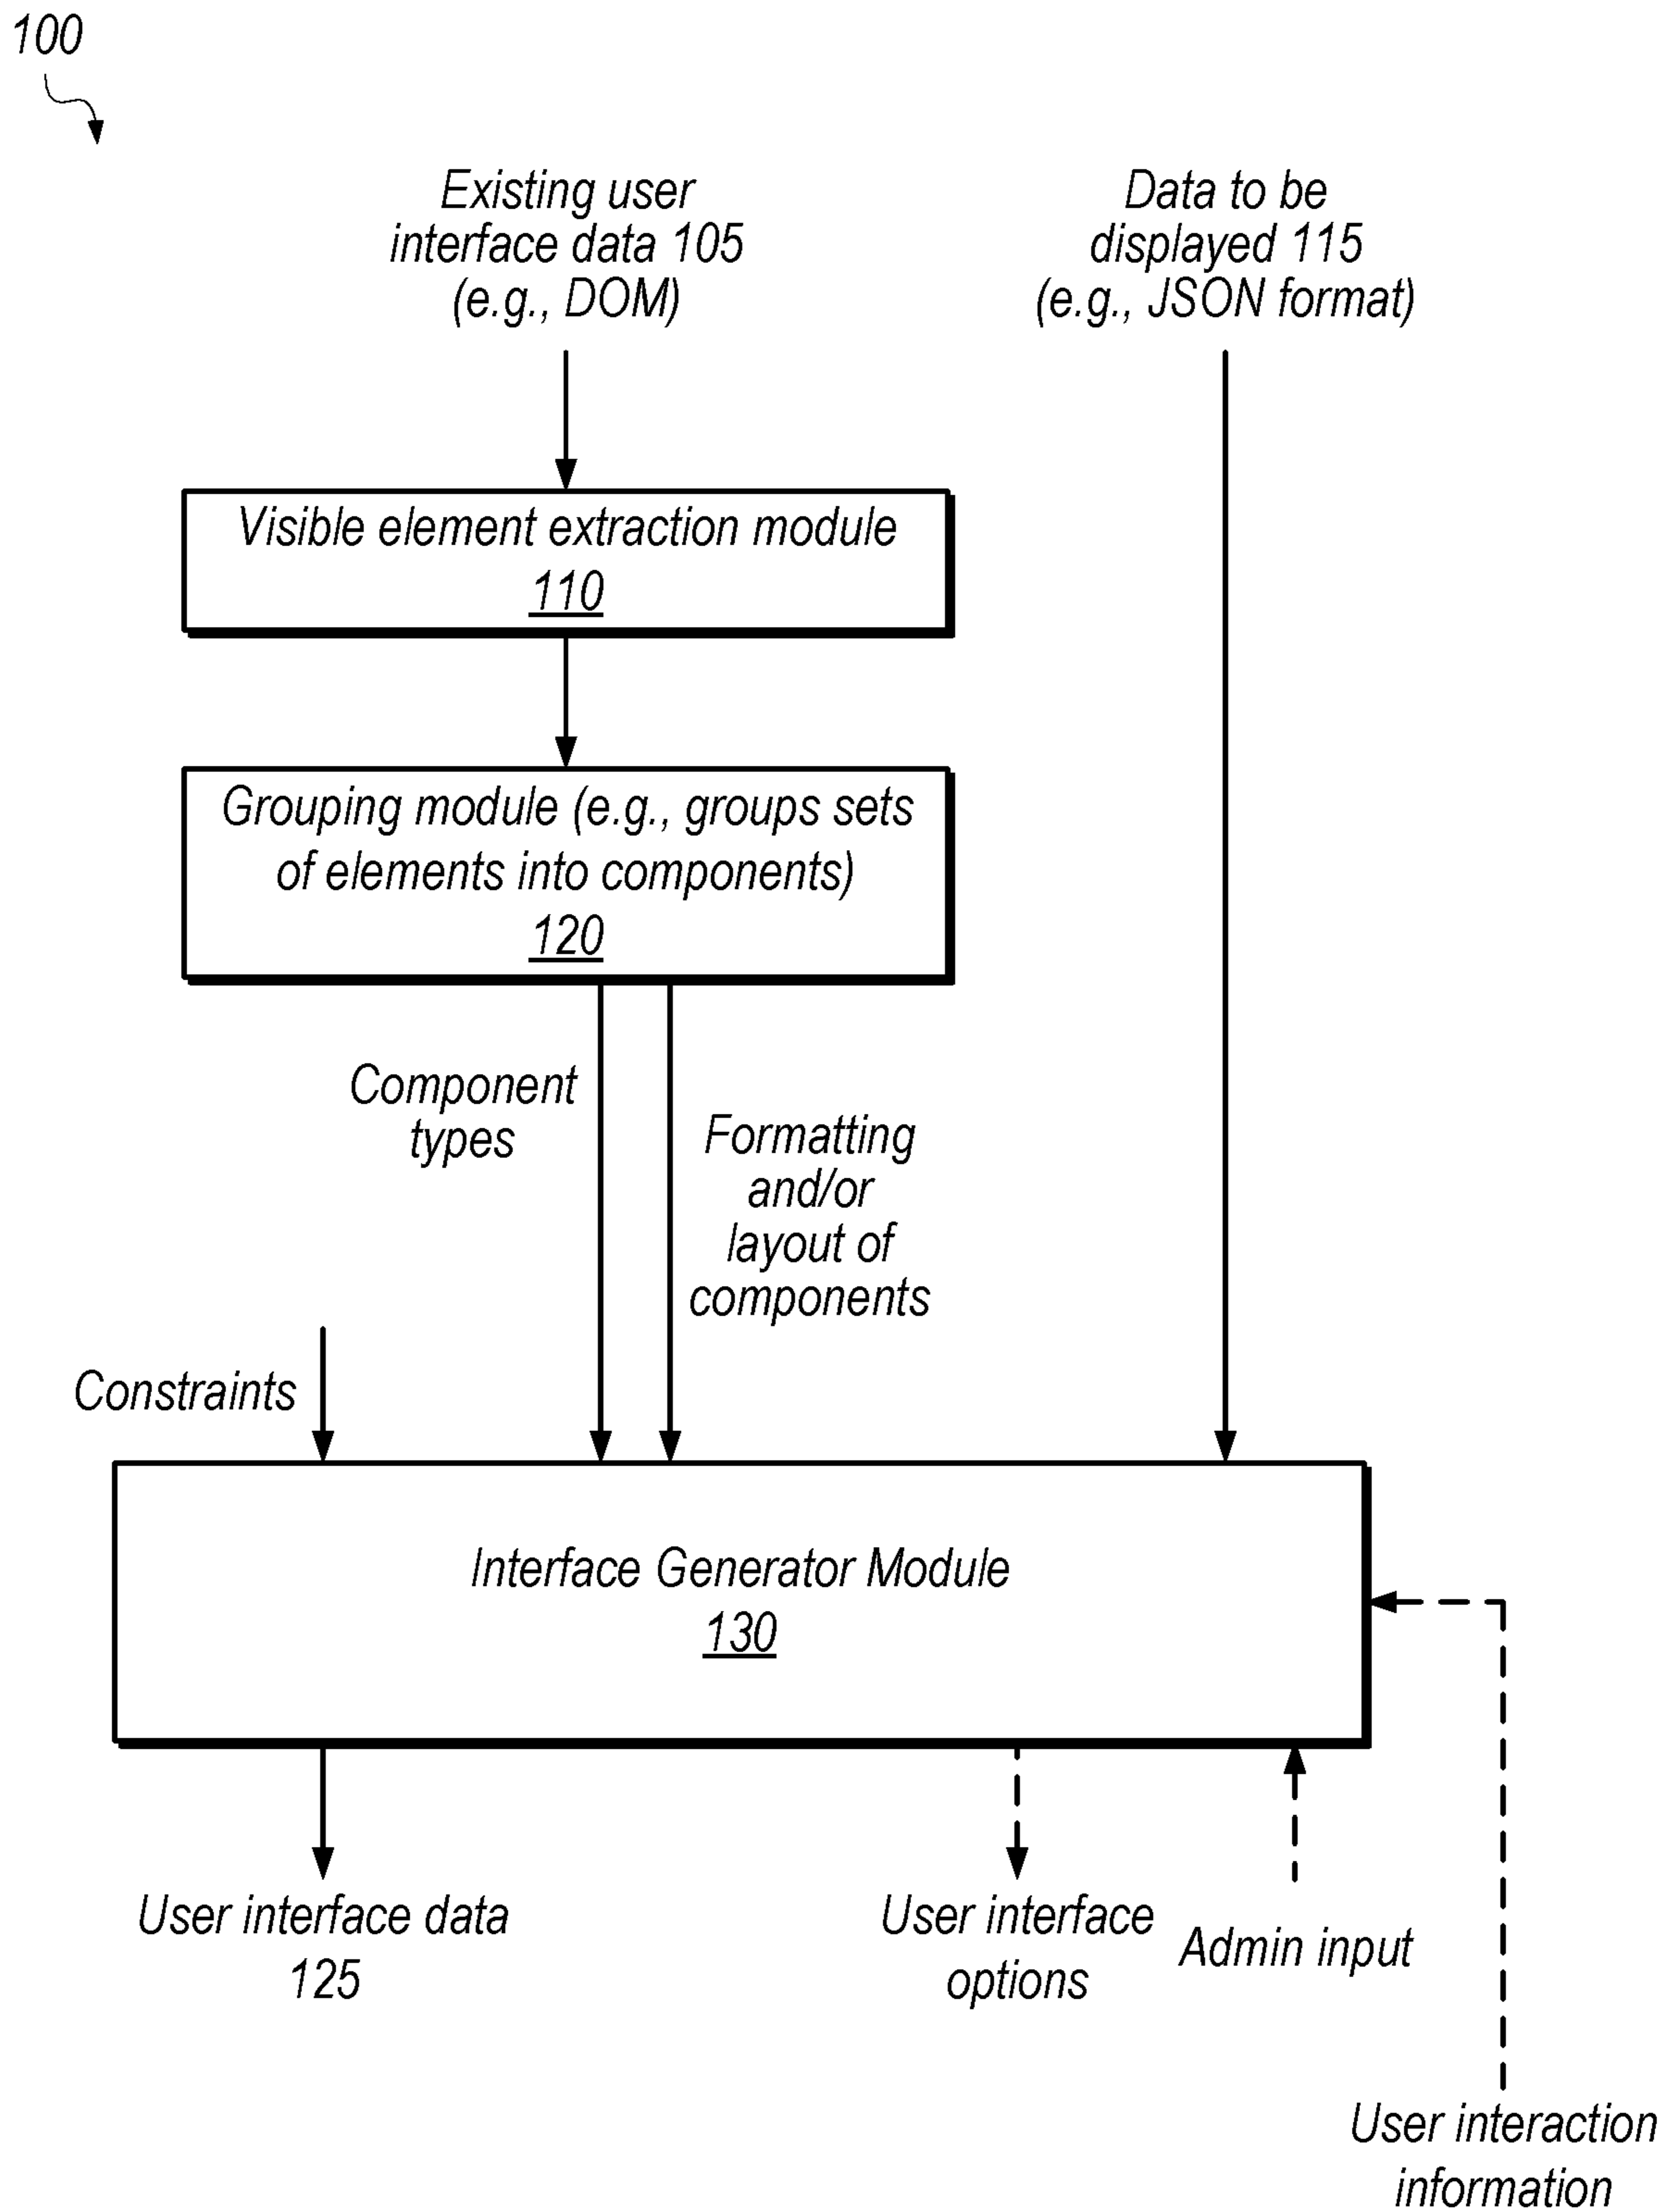 100
Existing user
interface data 105
(e.g., DOM)
Data to be
displayed 115
(e.g., JSON format)
Visible element extraction module
110
Grouping module (e.g., groups sets
of elements into components)
120
Component
types
Formatting
and/or
layout of
components
Constraints
Interface Generator Module
130
User interface data
125
User interface
options
Admin input
User interaction
information